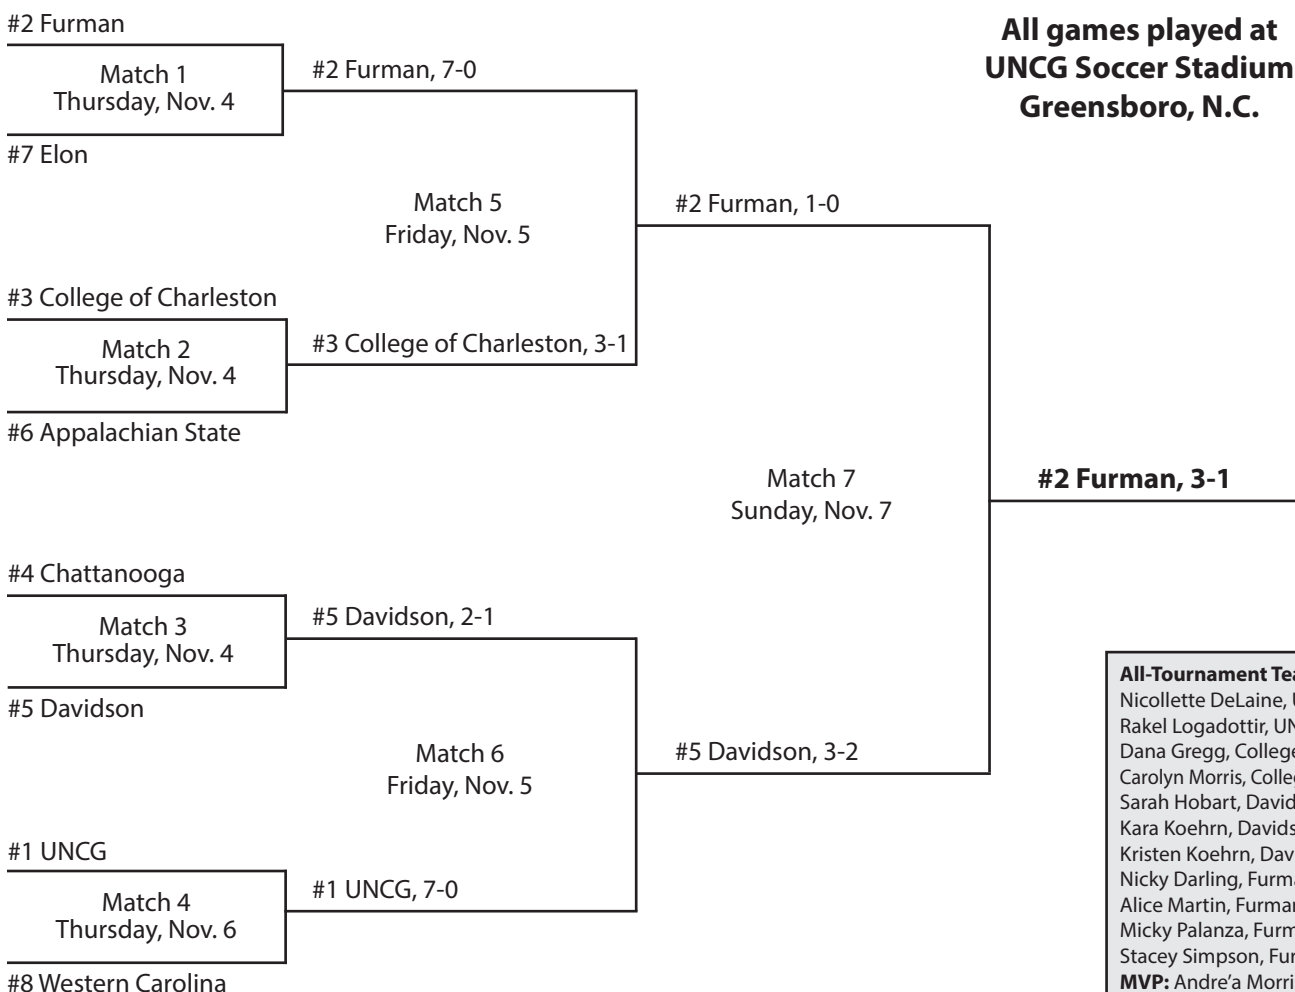 #2 Furman
Match 1
Thursday, Nov. 4
#7 Elon
#2 Furman, 7-0
All games played at
UNCG Soccer Stadium
Greensboro, N.C.
Match 5
Friday, Nov. 5
#2 Furman, 1-0
#3 College of Charleston
Match 2
Thursday, Nov. 4
#6 Appalachian State
#3 College of Charleston, 3-1
Match 7
Sunday, Nov. 7
#2 Furman, 3-1
#4 Chattanooga
Match 3
Thursday, Nov. 4
#5 Davidson
#5 Davidson, 2-1
Match 6
Friday, Nov. 5
#5 Davidson, 3-2
#1 UNCG
Match 4
Thursday, Nov. 6
#8 Western Carolina
#1 UNCG, 7-0
All-Tournament
Nicollette DeLaine,
Rakel Logadottir,
Dana Gregg, College
Carolyn Morris,
Sarah Hobart,
Kara Koehrn,
Kristen Koehrn,
Nicky Darling,
Alice Martin,
Micky Palanza,
Stacey Simpson,
MVP: Andre'a